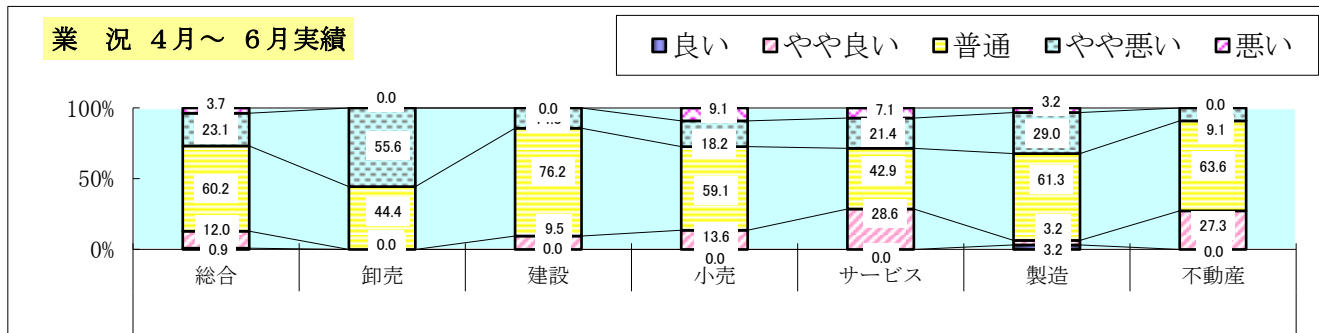 業　況 4月～ 6月実績
良い やや良い 普通 やや悪い 悪い
100%
50%
0%
3.7 0.0 0.0 9.1 7.1 3.2 0.0
23.1 55.6 18.2 21.4 29.0 9.1
60.2 44.4 76.2 59.1 42.9 61.3 63.6
12.0 0.0 9.5 13.6 28.6 3.2 27.3
0.9 0.0 0.0 0.0 3.2 0.0
総合 卸売 建設 小売 サービス 製造 不動産